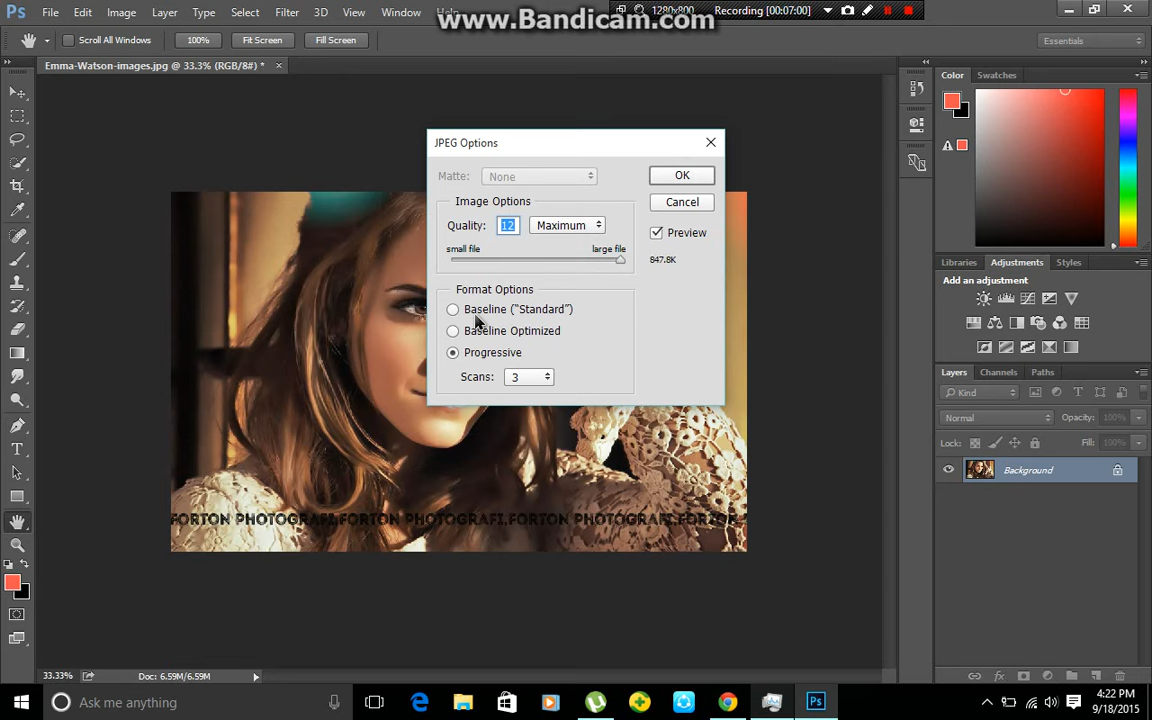 Ps File Edit Image Layer Type Select Filter 3D View Window
www.Bandicam.com
1280x800 Recording [00:07:00]
Scroll All Windows 100% Fit Screen Fill Screen Essentials
Emma-Watson-images.jpg @ 33.3% (RGB/8#) *
Color Swatches
JPEG Options
Matte: None OK
Image Options Cancel
Quality: 12 Maximum Preview
small file large file 847.8K
Format Options
Baseline ("Standard")
Baseline Optimized
Progressive
Scans: 3
Libraries Adjustments Styles
Add an adjustment
Layers Channels Paths
Kind
Normal Opacity: 100%
Lock: Fill: 100%
Background
FORTON PHOTOGRAFI,FORTON PHOTOGRAFI,FORTON PHOTOGRAFI,FORTON
33.33% Doc: 6.59M/6.59M
Ask me anything
Ps
4:22 PM
9/18/2015